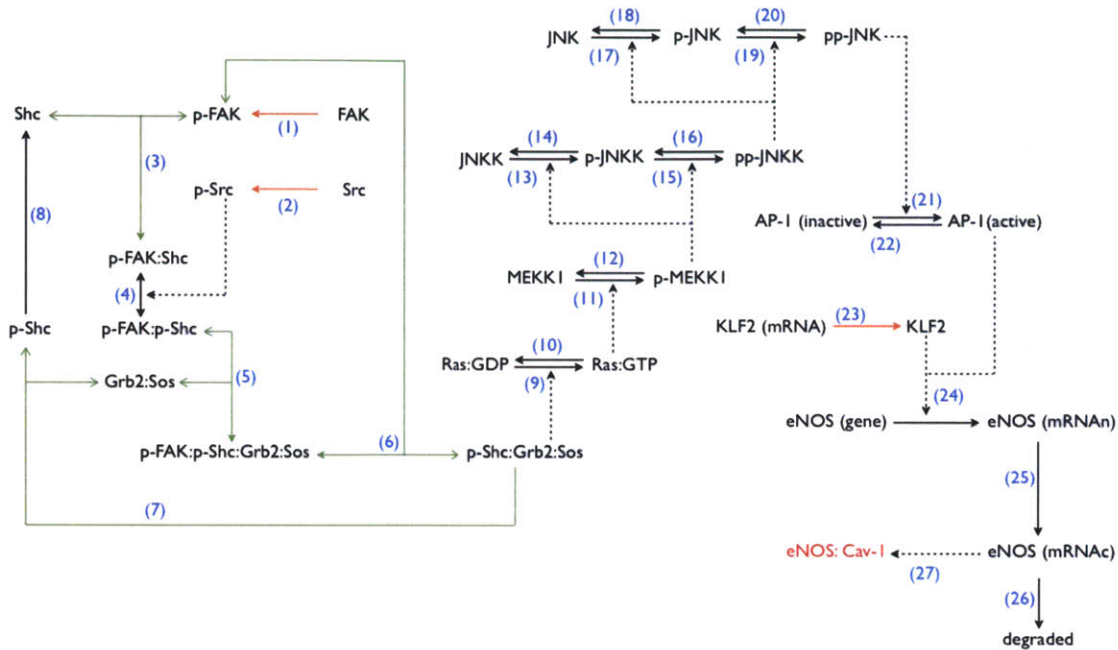 (18) (20)
JNK p-JNK pp-JNK
(17) (19)
Shc p-FAK FAK
(1)
(3) (14) (16)
JNKK p-JNKK pp-JNKK
(13) (15)
p-Src Src
(2)
(8) (21)
AP-1 (inactive) AP-1(active)
(22)
p-FAK:Shc (12)
MEKK1 p-MEKK1
(4) (11)
p-Shc p-FAK:p-Shc (23)
KLF2 (mRNA) KLF2
(10)
Ras:GDP Ras:GTP
Grb2:Sos (5) (9)
(24)
eNOS (gene) eNOS (mRNAn)
(6)
p-FAK:p-Shc:Grb2:Sos p-Shc:Grb2:Sos
(25)
(7)
eNOS: Cav-1 eNOS (mRNAc)
(27)
(26)
degraded